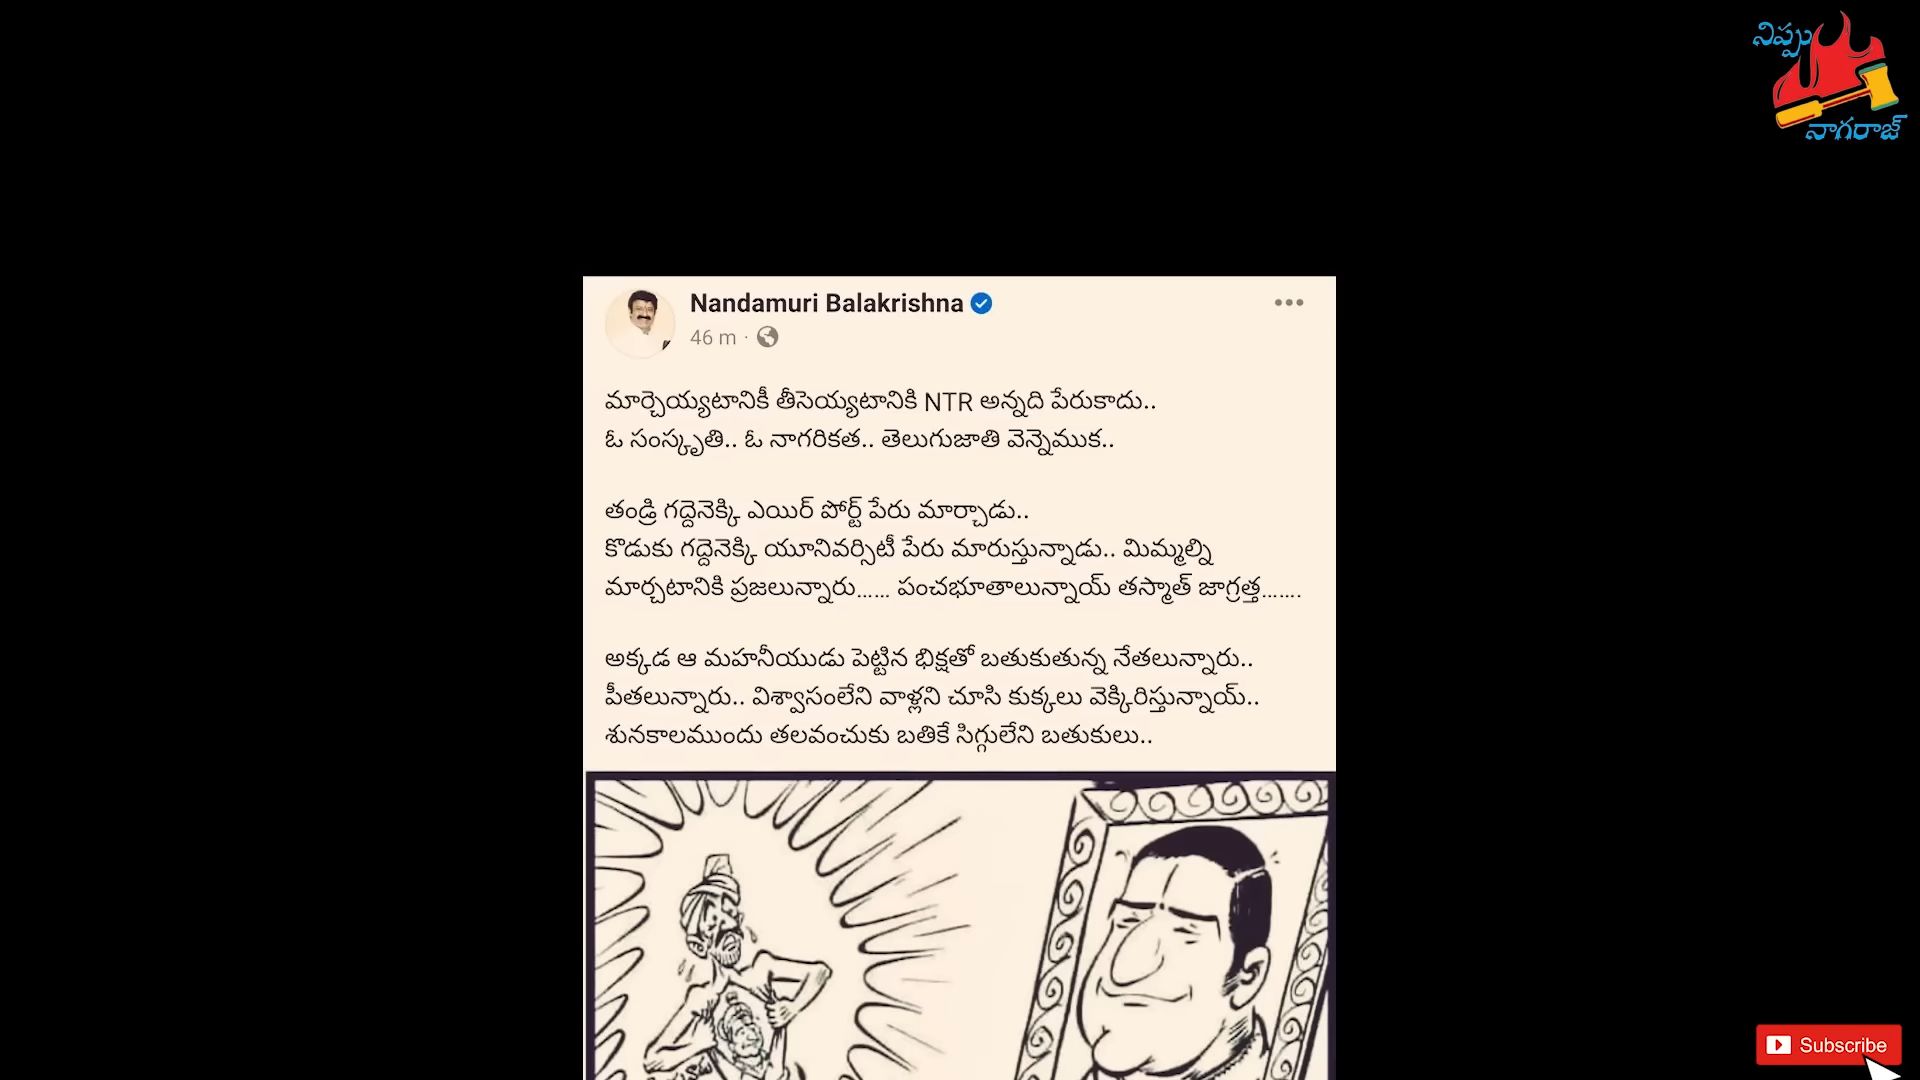 నిప్పు
నాగరాజ్
Nandamuri Balakrishna
46 m ·
మార్చెయ్యటానికీ తీసెయ్యటానికి NTR అన్నది పేరుకాదు..
ఓ సంస్కృతి.. ఓ నాగరికత.. తెలుగుజాతి వెన్నెముక..
తండ్రి గద్దెనెక్కి ఎయిర్ పోర్ట్ పేరు మార్చాడు..
కొడుకు గద్దెనెక్కి యూనివర్సిటీ పేరు మారుస్తున్నాడు.. మిమ్మల్ని
మార్చటానికి ప్రజలున్నారు...... పంచభూతాలున్నాయ్ తస్మాత్ జాగ్రత్త.......
అక్కడ ఆ మహనీయుడు పెట్టిన భిక్షతో బతుకుతున్న నేతలున్నారు..
పీతలున్నారు.. విశ్వాసంలేని వాళ్లని చూసి కుక్కలు వెక్కిరిస్తున్నాయ్..
శునకాలముందు తలవంచుకు బతికే సిగ్గులేని బతుకులు..
Subscribe